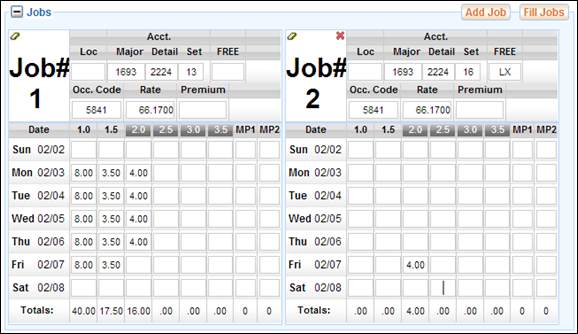 Jobs Add Job Fill Jobs
Job# 1
Acct.
Loc Major Detail Set FREE
1693 2224 13
Occ. Code Rate Premium
5841 66.1700
Date 1.0 1.5 2.0 2.5 3.0 3.5 MP1 MP2
Sun 02/02
Mon 02/03 8.00 3.50 4.00
Tue 02/04 8.00 3.50 4.00
Wed 02/05 8.00 3.50 4.00
Thu 02/06 8.00 3.50 4.00
Fri 02/07 8.00 3.50
Sat 02/08
Totals: 40.00 17.50 16.00 .00 .00 .00 0 0
Job# 2
Acct.
Loc Major Detail Set FREE
1693 2224 16 LX
Occ. Code Rate Premium
5841 66.1700
Date 1.0 1.5 2.0 2.5 3.0 3.5 MP1 MP2
Sun 02/02
Mon 02/03
Tue 02/04
Wed 02/05
Thu 02/06
Fri 02/07 4.00
Sat 02/08
Totals: .00 .00 4.00 .00 .00 .00 0 0